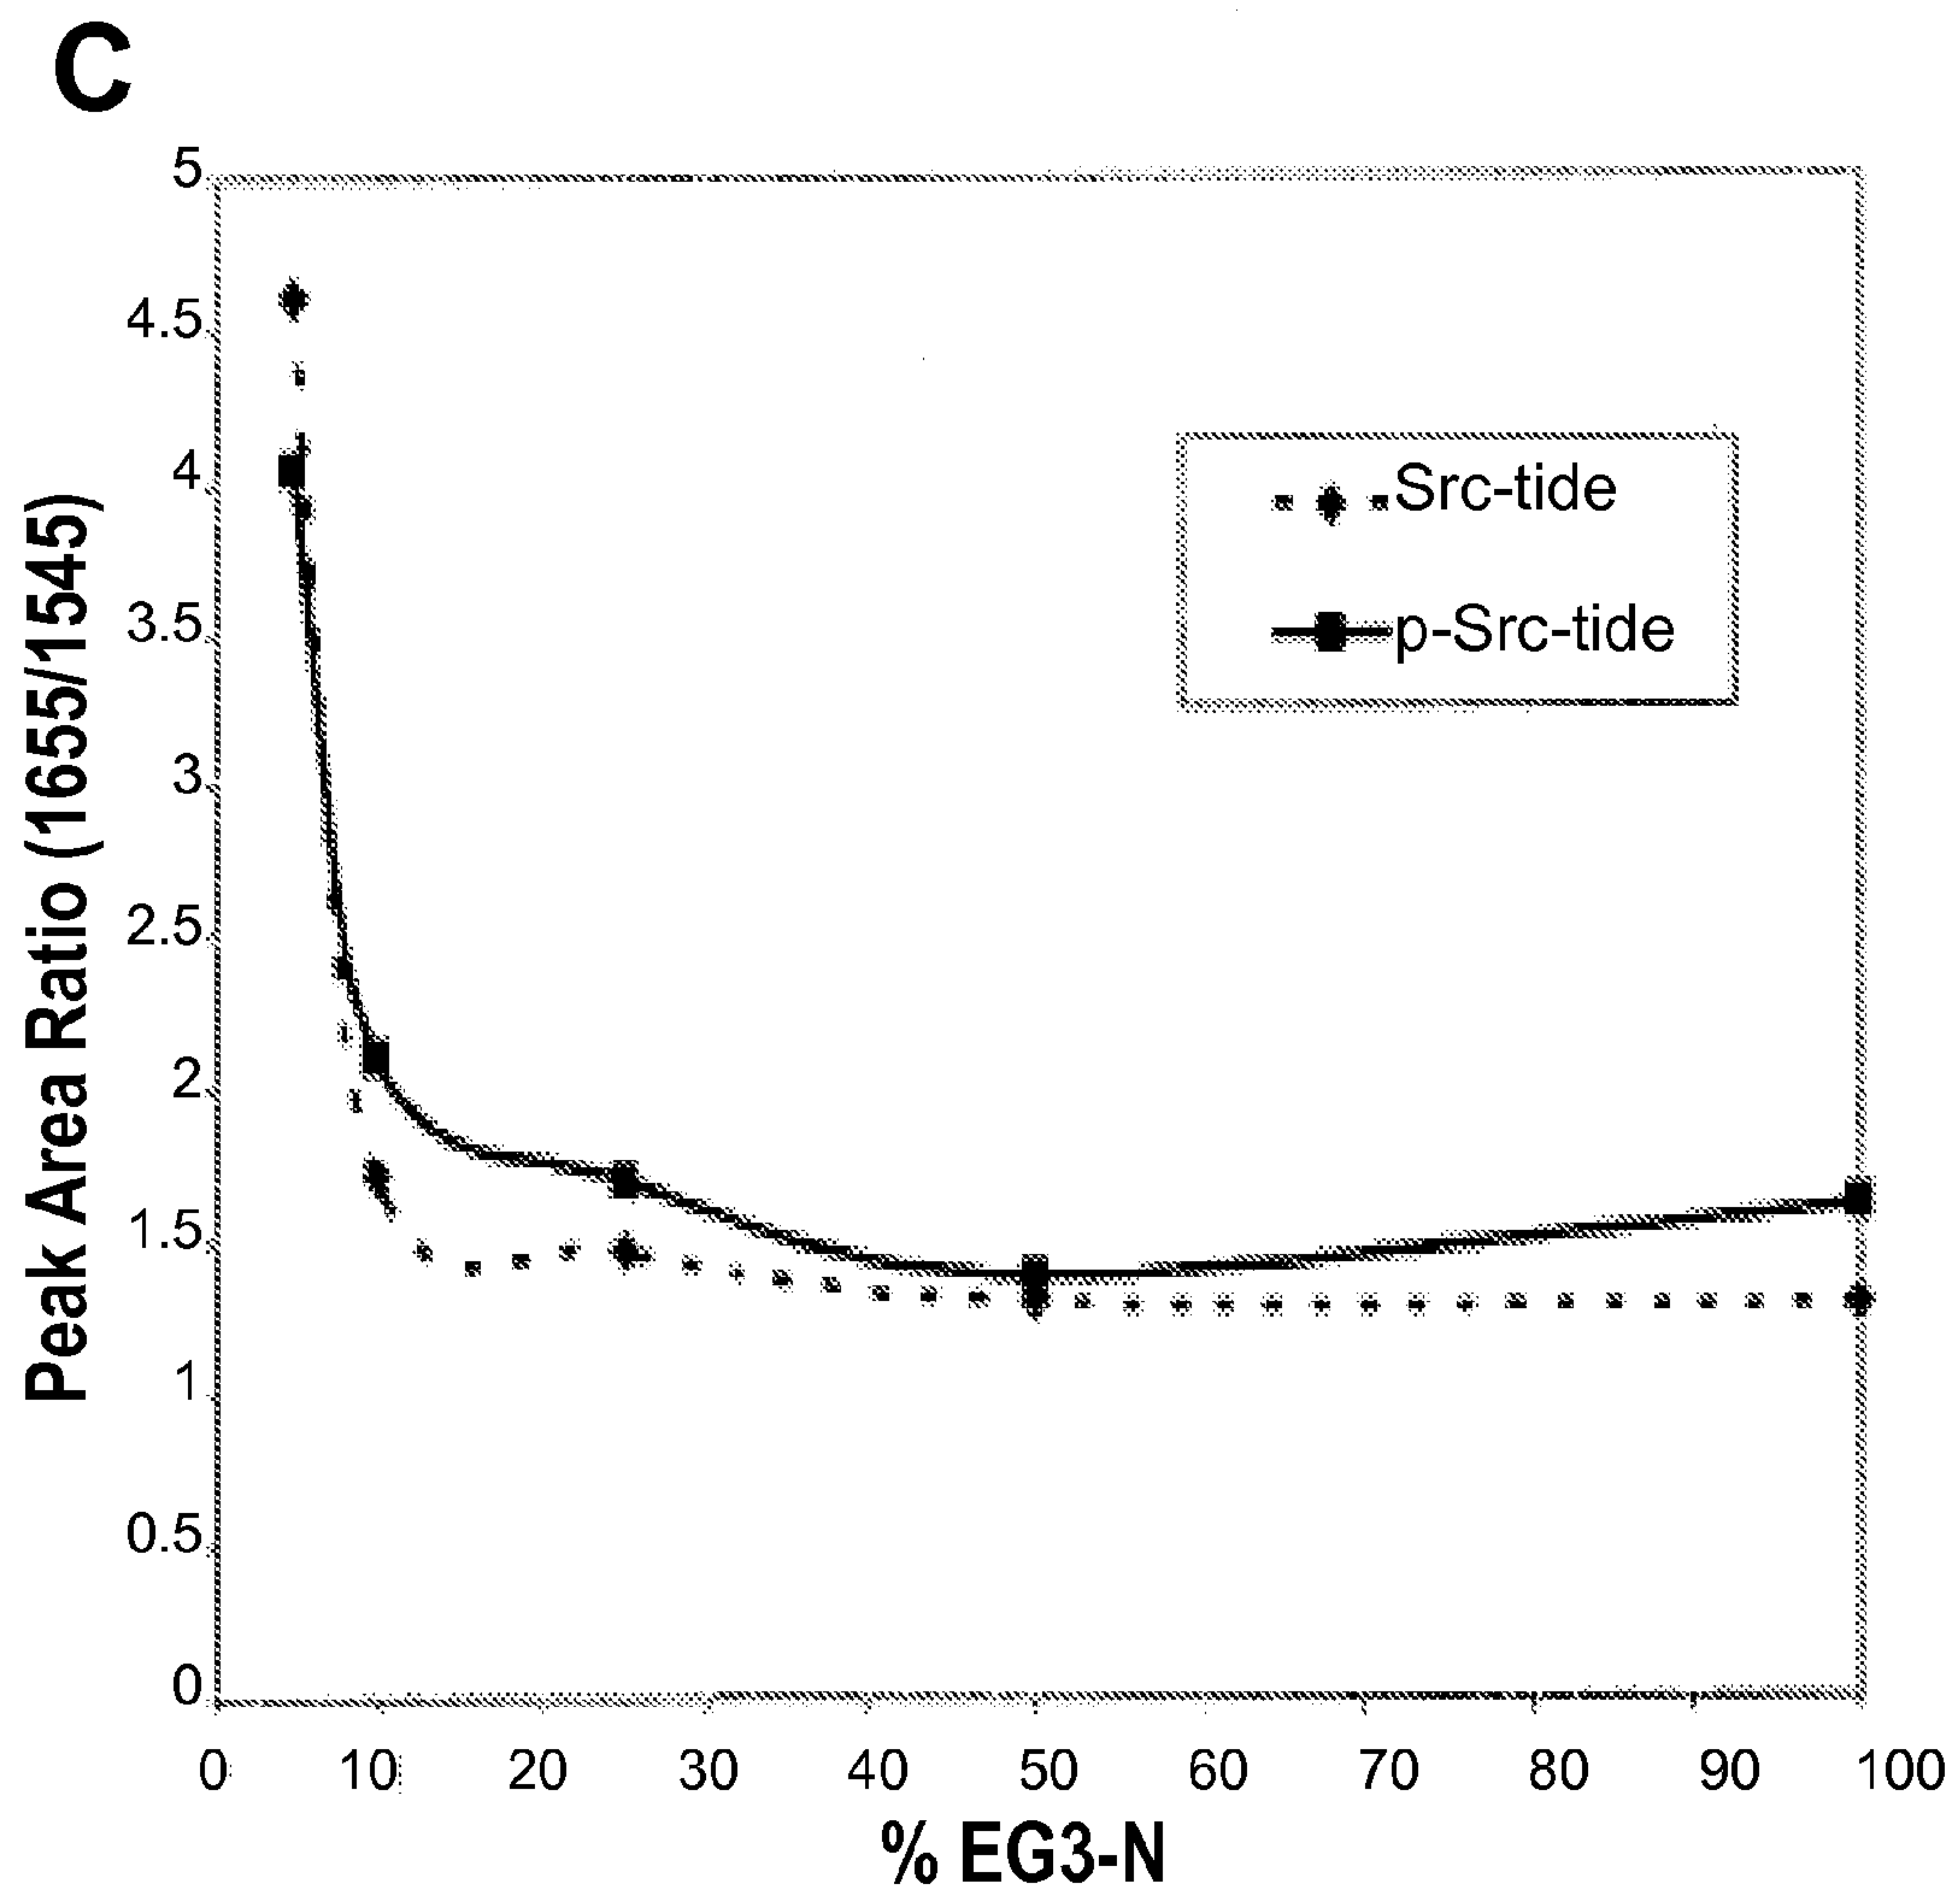 C
Peak Area Ratio (1655/1545)
5
4.5
4
3.5
3
2.5
2
1.5
1
0.5
0
Src-tide
p-Src-tide
0 10 20 30 40 50 60 70 80 90 100
% EG3-N